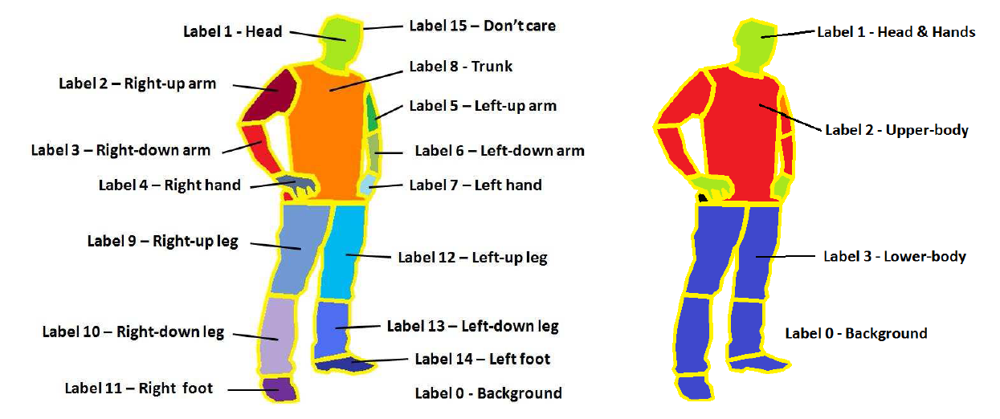 Label 1 - Head
Label 15 – Don't care
Label 8 - Trunk
Label 2 – Right-up arm
Label 5 – Left-up arm
Label 3 – Right-down arm
Label 6 – Left-down arm
Label 4 – Right hand
Label 7 – Left hand
Label 9 – Right-up leg
Label 12 – Left-up leg
Label 10 – Right-down leg
Label 13 – Left-down leg
Label 14 – Left foot
Label 11 – Right foot
Label 0 - Background
Label 1 - Head & Hands
Label 2 - Upper-body
Label 3 - Lower-body
Label 0 - Background